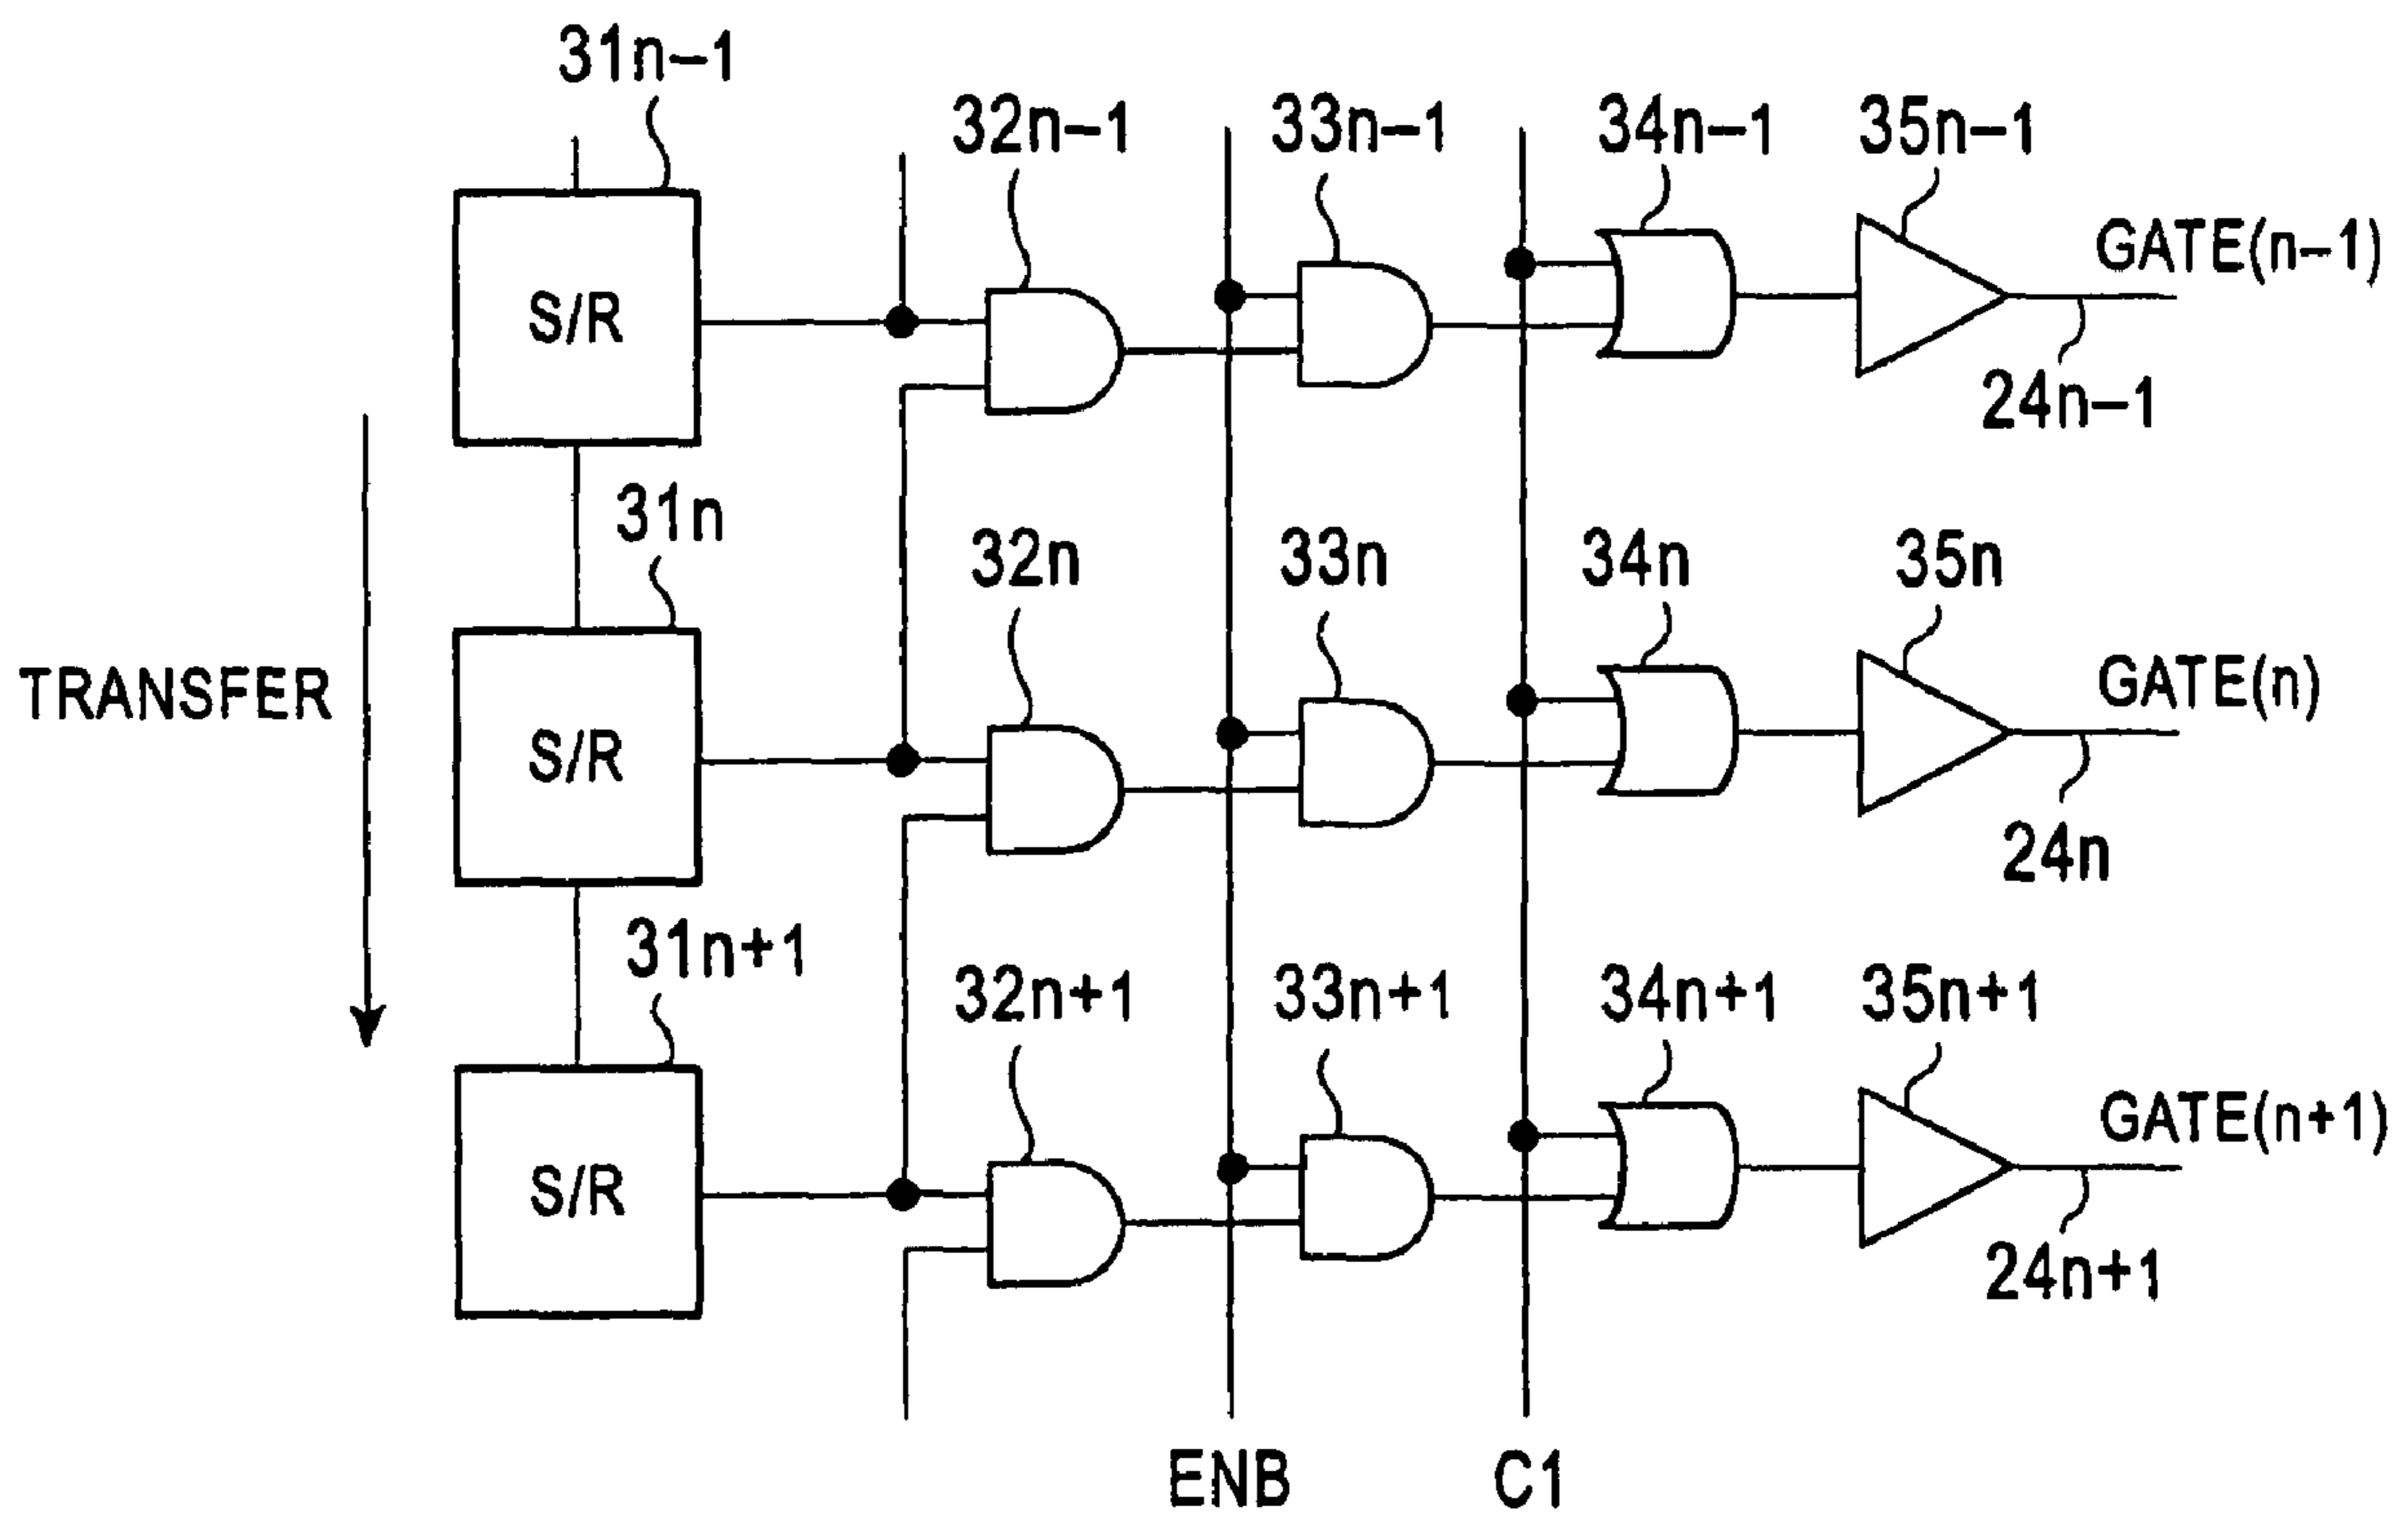 31n–1
32n–1
33n–1
34n–1
35n–1
S/R
GATE(n–1)
24n–1
31n
32n
33n
34n
35n
TRANSFER
S/R
GATE(n)
24n
31n+1
32n+1
33n+1
34n+1
35n+1
S/R
GATE(n+1)
24n+1
ENB
C1